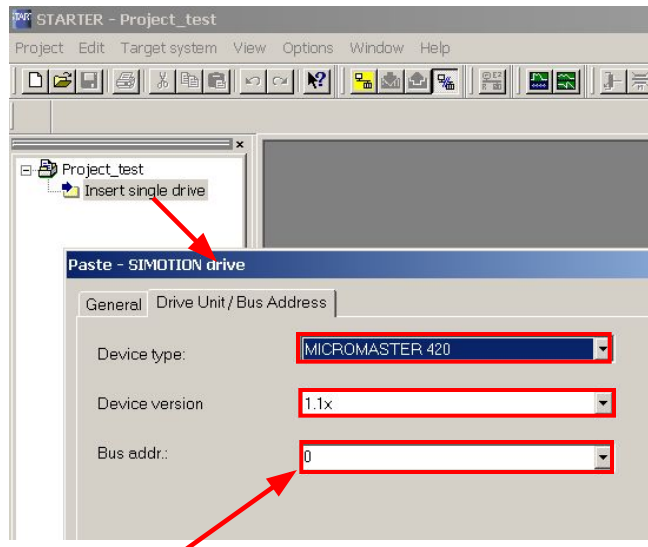 STARTER - Project_test
Project Edit Target system View Options Window Help
Project_test
Insert single drive
Paste - SIMOTION drive
General Drive Unit / Bus Address
Device type: MICROMASTER 420
Device version 1.1x
Bus addr.: 0